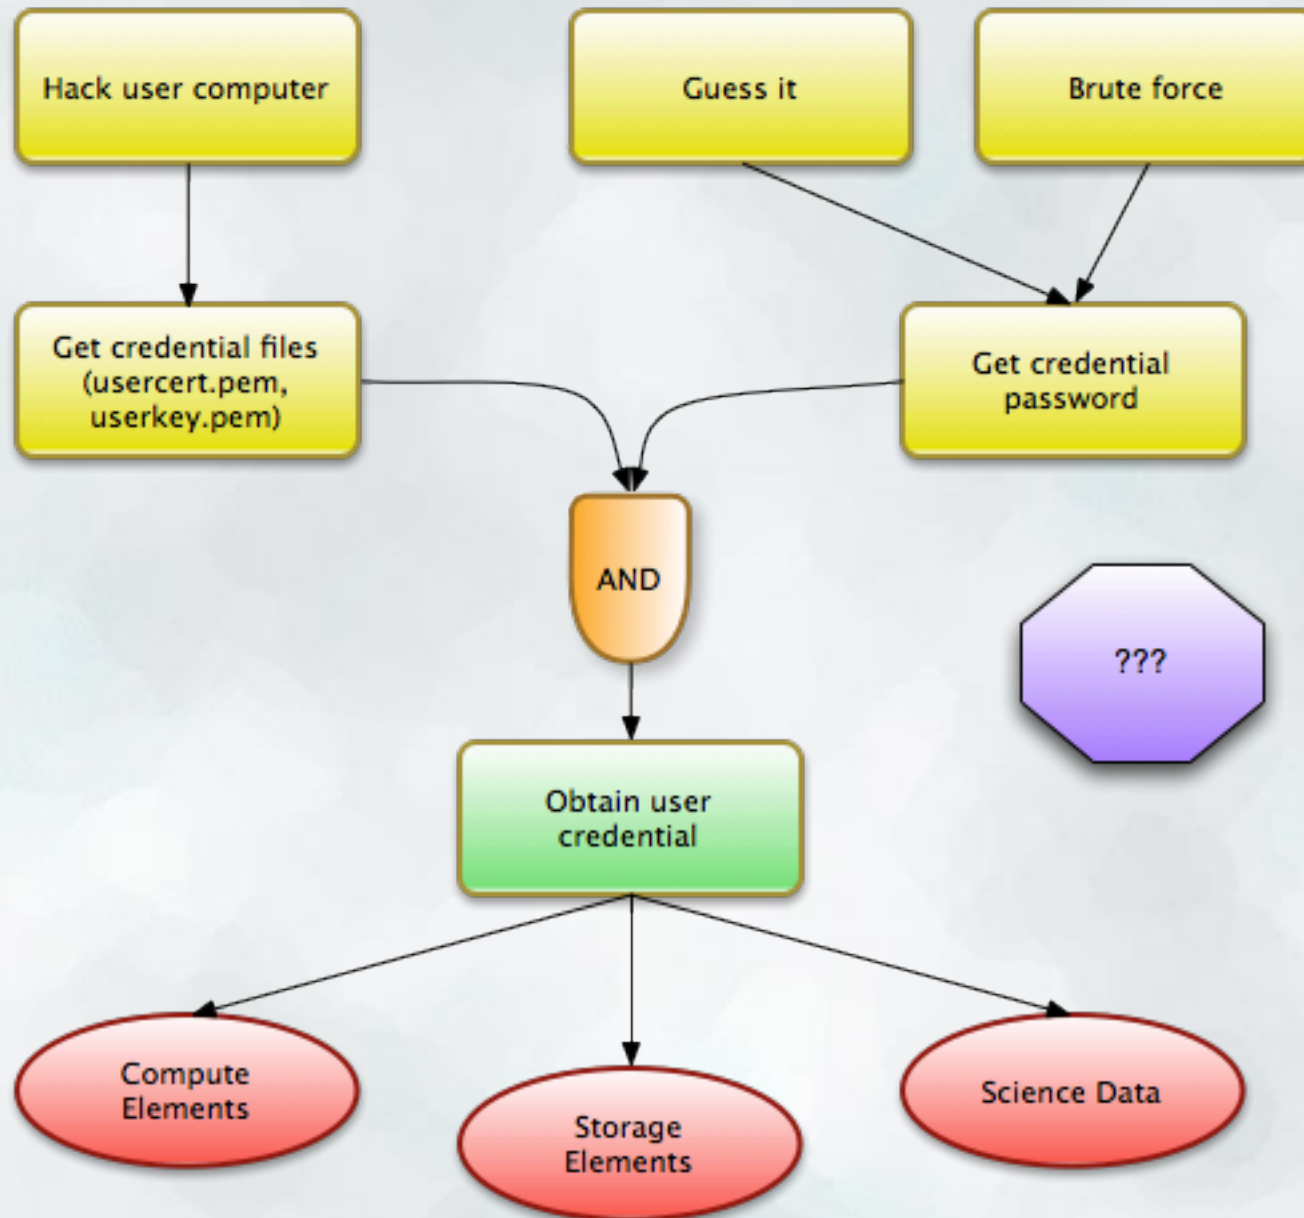 Hack user computer
Guess it
Brute force
Get credential files
(usercert.pem,
userkey.pem)
Get credential
password
AND
???
Obtain user
credential
Compute
Elements
Storage
Elements
Science Data